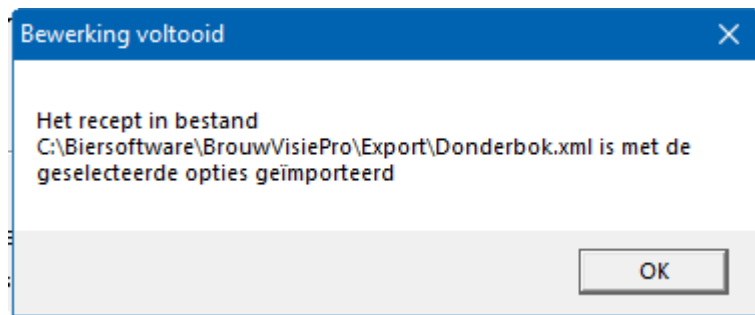 Bewerking voltooid
Het recept in bestand
C:\Biersoftware\BrouwVisiePro\Export\Donderbok.xml is met de
geselecteerde opties geïmporteerd
OK